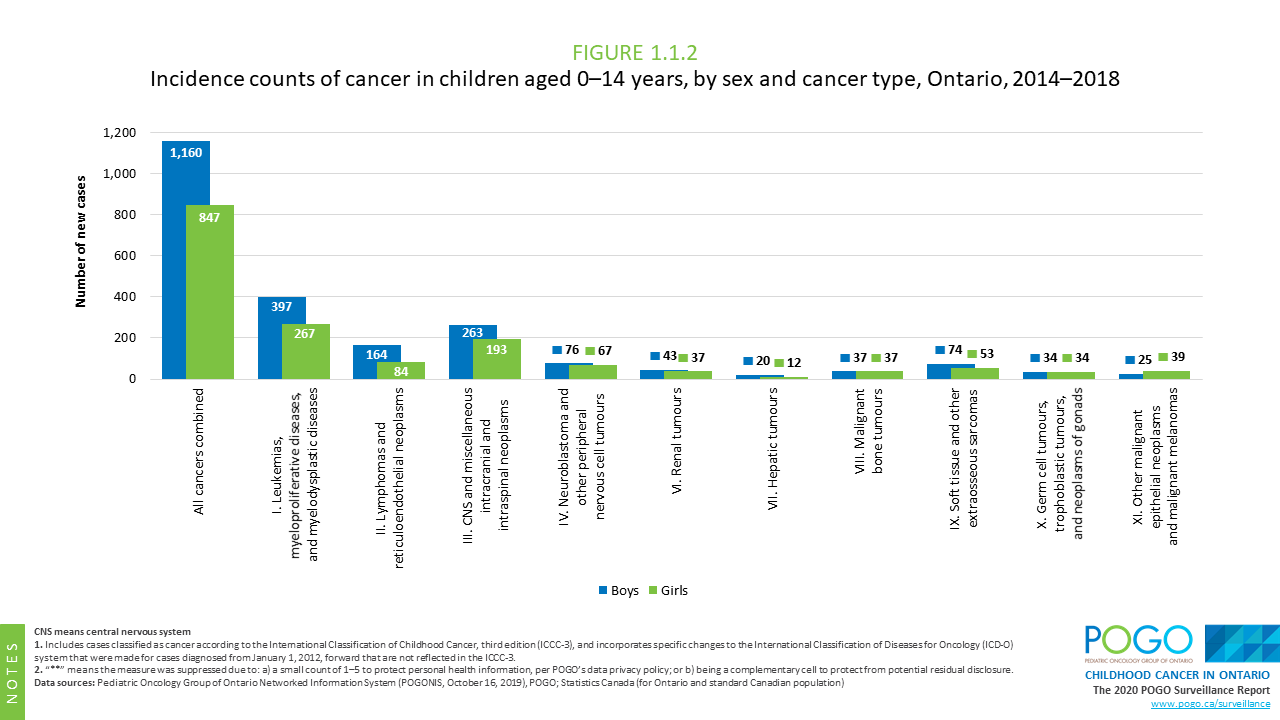 FIGURE 1.1.2
Incidence counts of cancer in children aged 0–14 years, by sex and cancer type, Ontario, 2014–2018
Number of new cases
1,200
1,000
800
600
400
200
0
1,160
847
397
267
164
84
263
193
76
67
43
37
20
12
37
37
74
53
34
34
25
39
All cancers combined
I. Leukemias,
myeloproliferative diseases,
and myelodysplastic diseases
II. Lymphomas and
reticuloendothelial neoplasms
III. CNS and miscellaneous
intracranial and
intraspinal neoplasms
IV. Neuroblastoma and
other peripheral
nervous cell tumours
VI. Renal tumours
VII. Hepatic tumours
VIII. Malignant
bone tumours
IX. Soft tissue and other
extraosseous sarcomas
X. Germ cell tumours,
trophoblastic tumours,
and neoplasms of gonads
XI. Other malignant
epithelial neoplasms
and malignant melanomas
Boys
Girls
NOTES
CNS means central nervous system
1. Includes cases classified as cancer according to the International Classification of Childhood Cancer, third edition (ICCC-3), and incorporates specific changes to the International Classification of Diseases for Oncology (ICD-O)
system that were made for cases diagnosed from January 1, 2012, forward that are not reflected in the ICCC-3.
2. "**" means the measure was suppressed due to: a) a small count of 1–5 to protect personal health information, per POGO's data privacy policy; or b) being a complementary cell to protect from potential residual disclosure.
Data sources: Pediatric Oncology Group of Ontario Networked Information System (POGONIS, October 16, 2019), POGO; Statistics Canada (for Ontario and standard Canadian population)
POGO
PEDIATRIC ONCOLOGY GROUP OF ONTARIO
CHILDHOOD CANCER IN ONTARIO
The 2020 POGO Surveillance Report
www.pogo.ca/surveillance